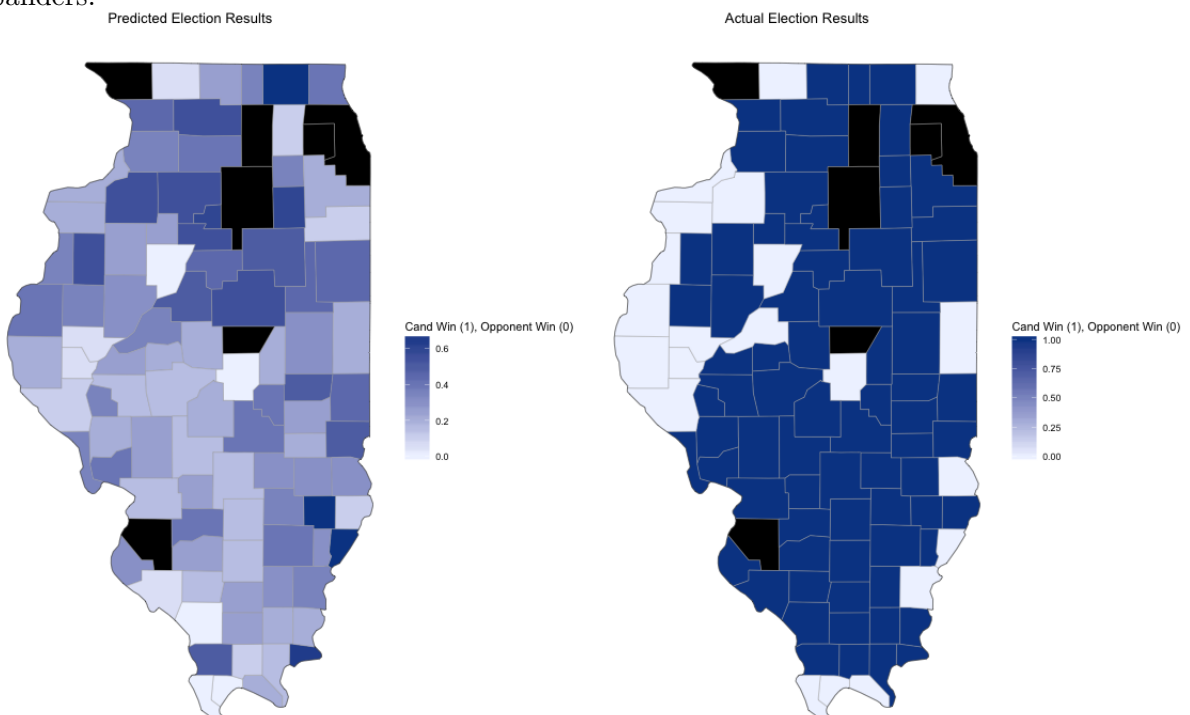 Predicted Election Results
Actual Election Results
Cand Win (1), Opponent Win (0)
0.6
0.4
0.2
0.0
Cand Win (1), Opponent Win (0)
1.00
0.75
0.50
0.25
0.00